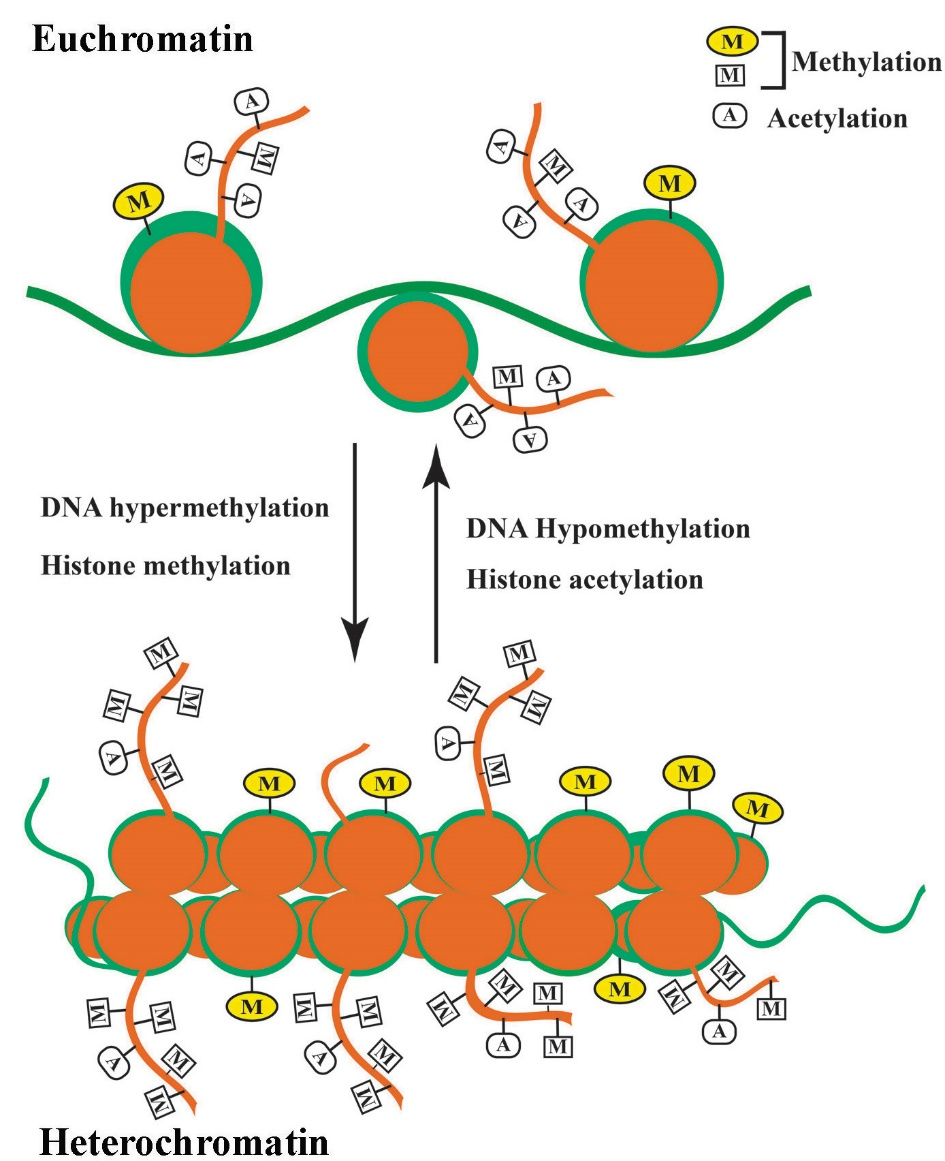 Euchromatin
M
M
Methylation
A
Acetylation
A
A
M
A
M
A
M
A
A
M
M
A
A
A
DNA hypermethylation
Histone methylation
DNA Hypomethylation
Histone acetylation
M
M
M
A
M
M
M
M
A
M
M
M
M
M
M
M
M
A
M
M
M
M
A
M
M
M
M
M
M
A
M
M
M
M
M
A
Heterochromatin